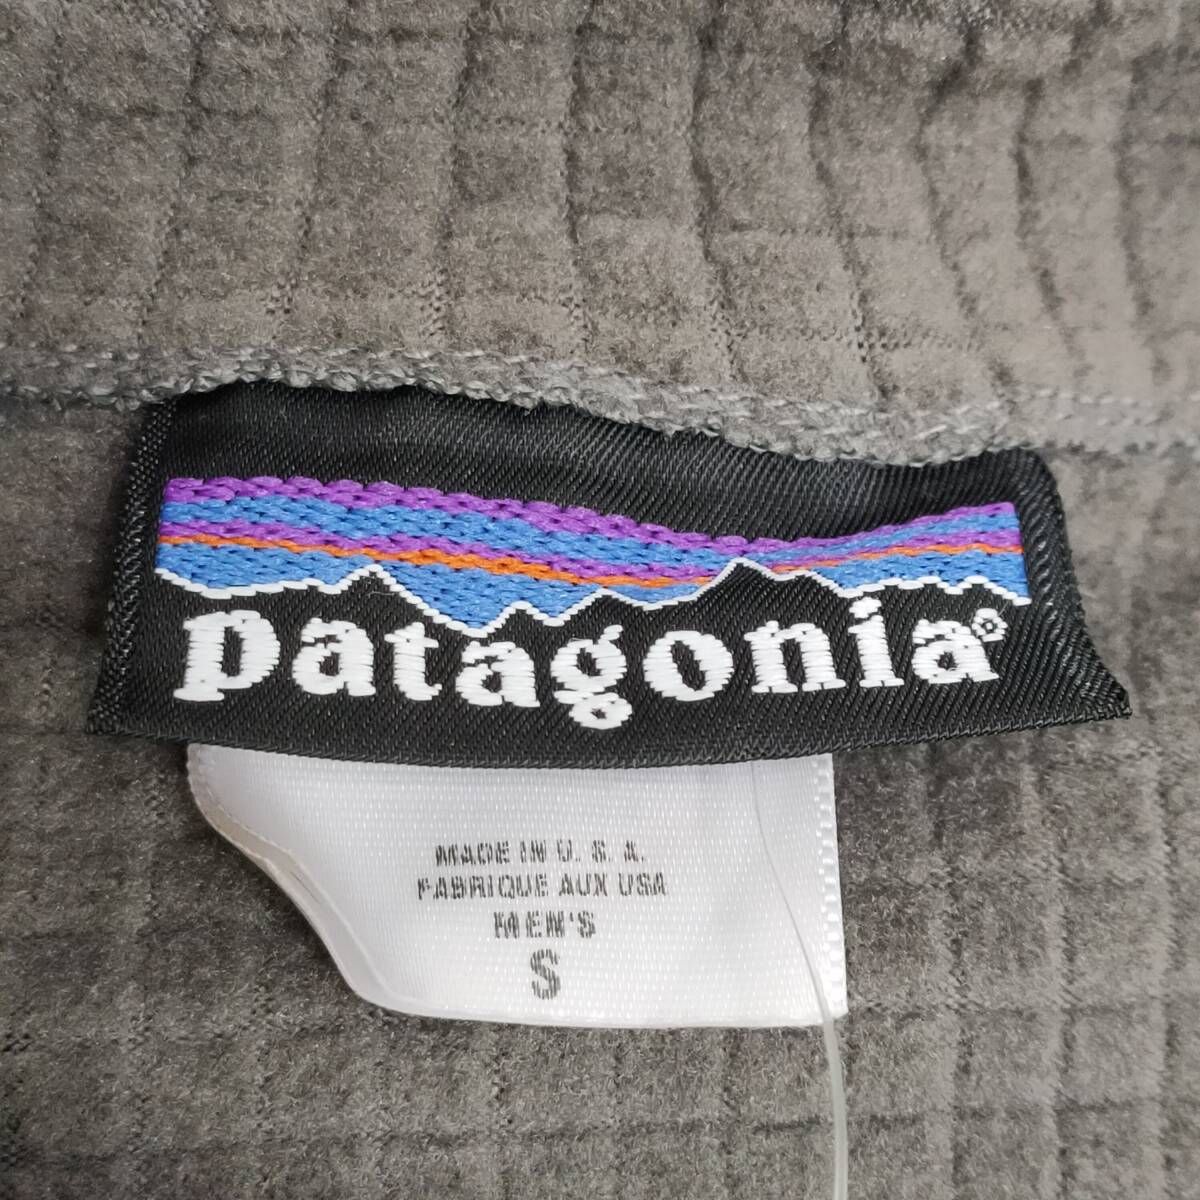 patagonia®
MADE IN U. S. A.
FABRIQUE AUX USA
MEN'S
S